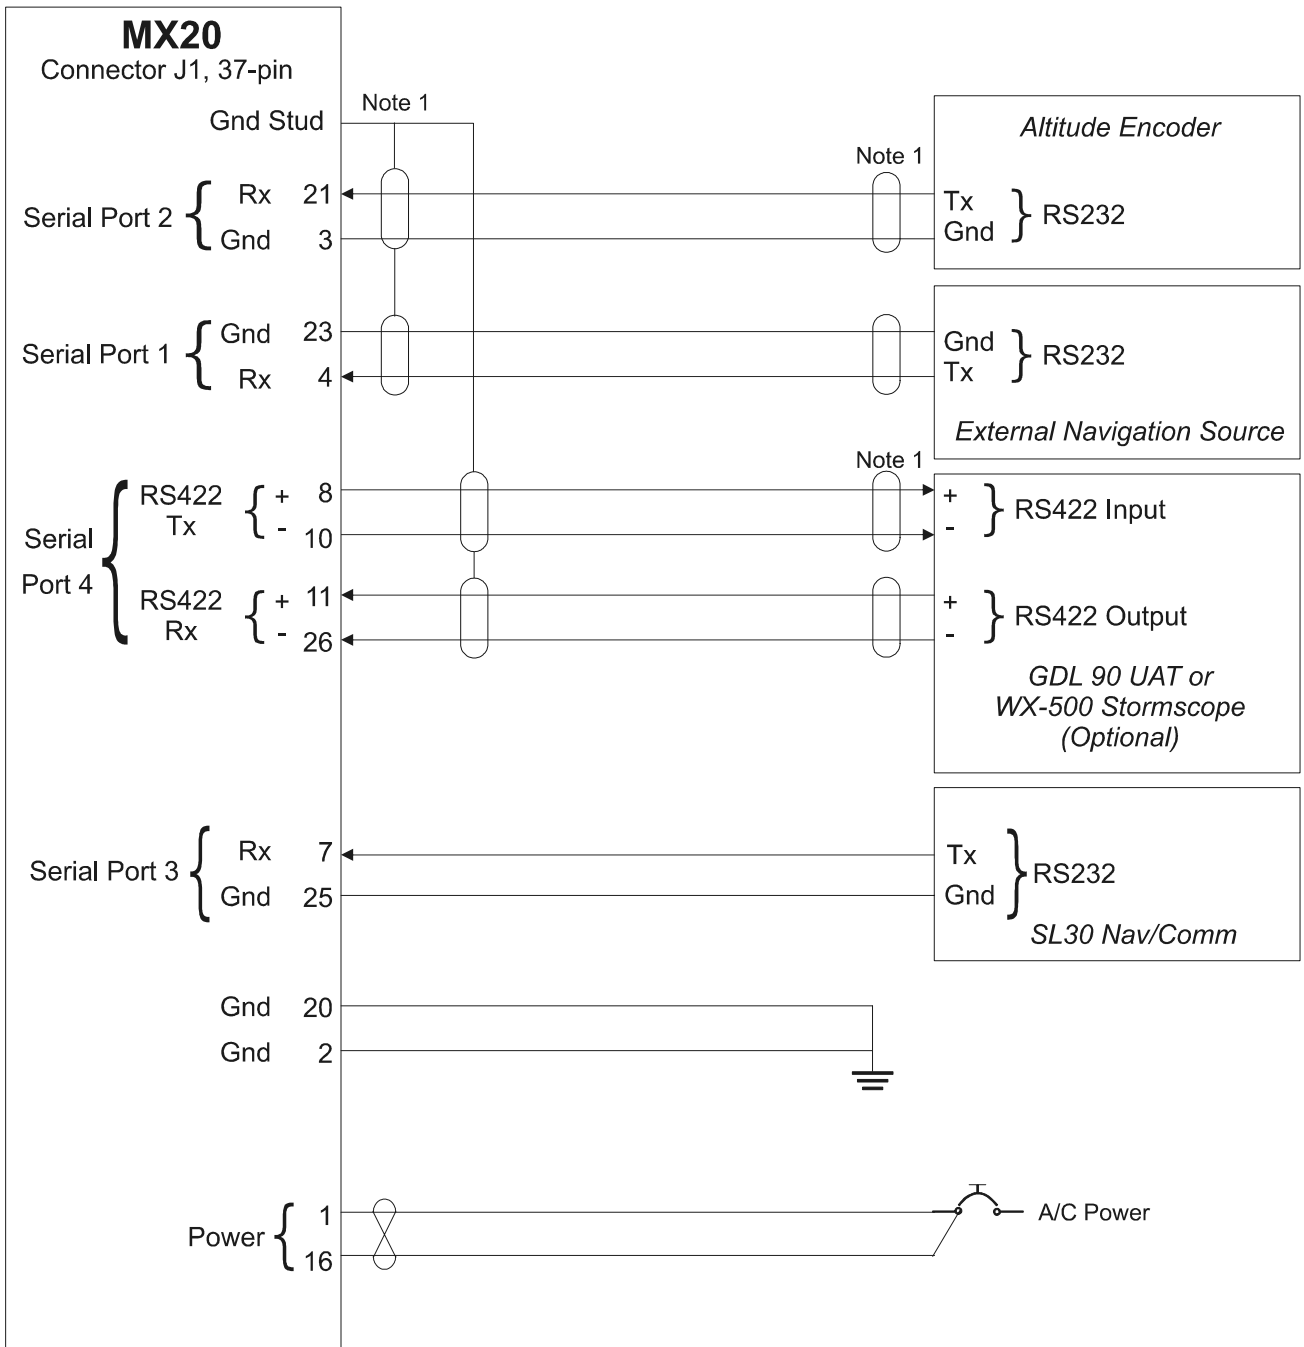 MX20
Connector J1, 37-pin
Gnd Stud
Note 1
Altitude Encoder
Note 1
Serial Port 2 { Rx 21
Gnd 3
Tx
Gnd } RS232
Serial Port 1 { Gnd 23
Rx 4
Gnd
Tx } RS232
External Navigation Source
Note 1
Serial
Port 4 {
RS422
Tx { + 8
- 10
+
- } RS422 Input
RS422
Rx { + 11
- 26
+
- } RS422 Output
GDL 90 UAT or
WX-500 Stormscope
(Optional)
Serial Port 3 { Rx 7
Gnd 25
Tx
Gnd } RS232
SL30 Nav/Comm
Gnd 20
Gnd 2
Power { 1
16
A/C Power